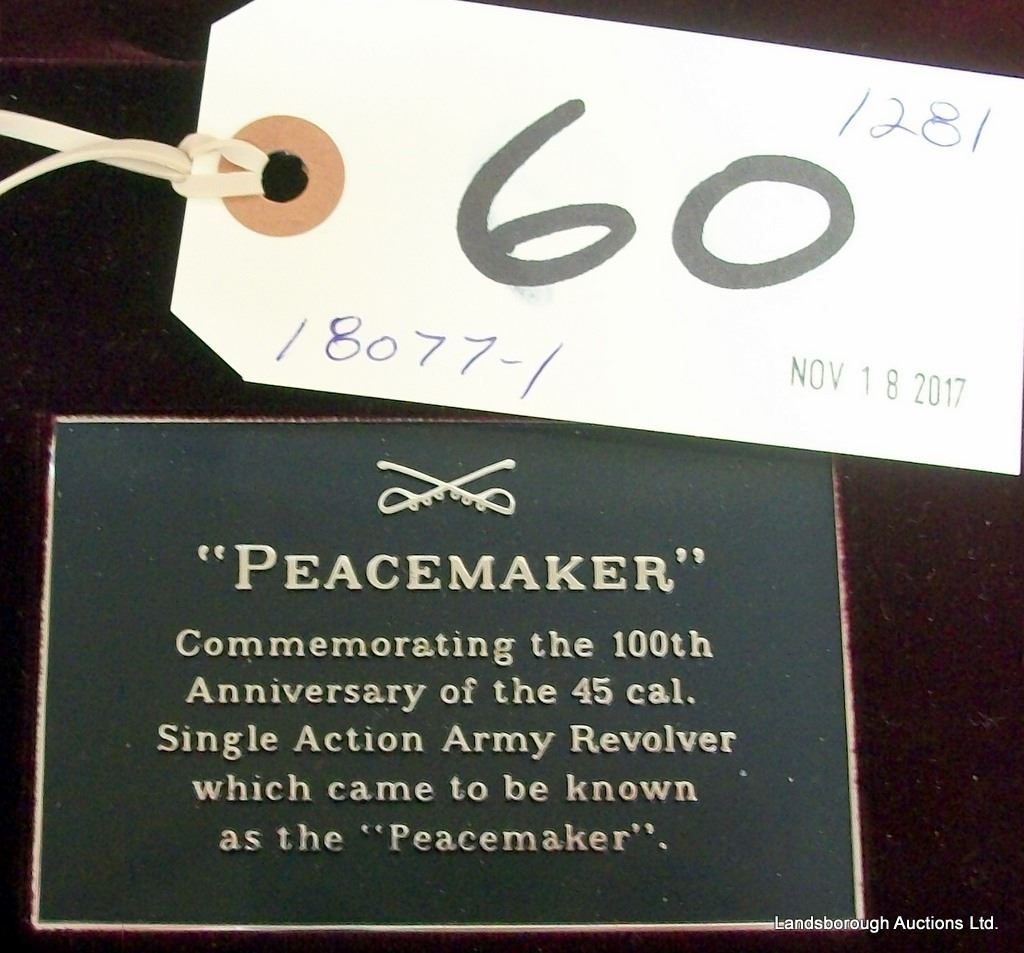 1281
60
18077-1
NOV 18 2017
"PEACEMAKER"
Commemorating the 100th
Anniversary of the 45 cal.
Single Action Army Revolver
which came to be known
as the "Peacemaker".
Landsborough Auctions Ltd.